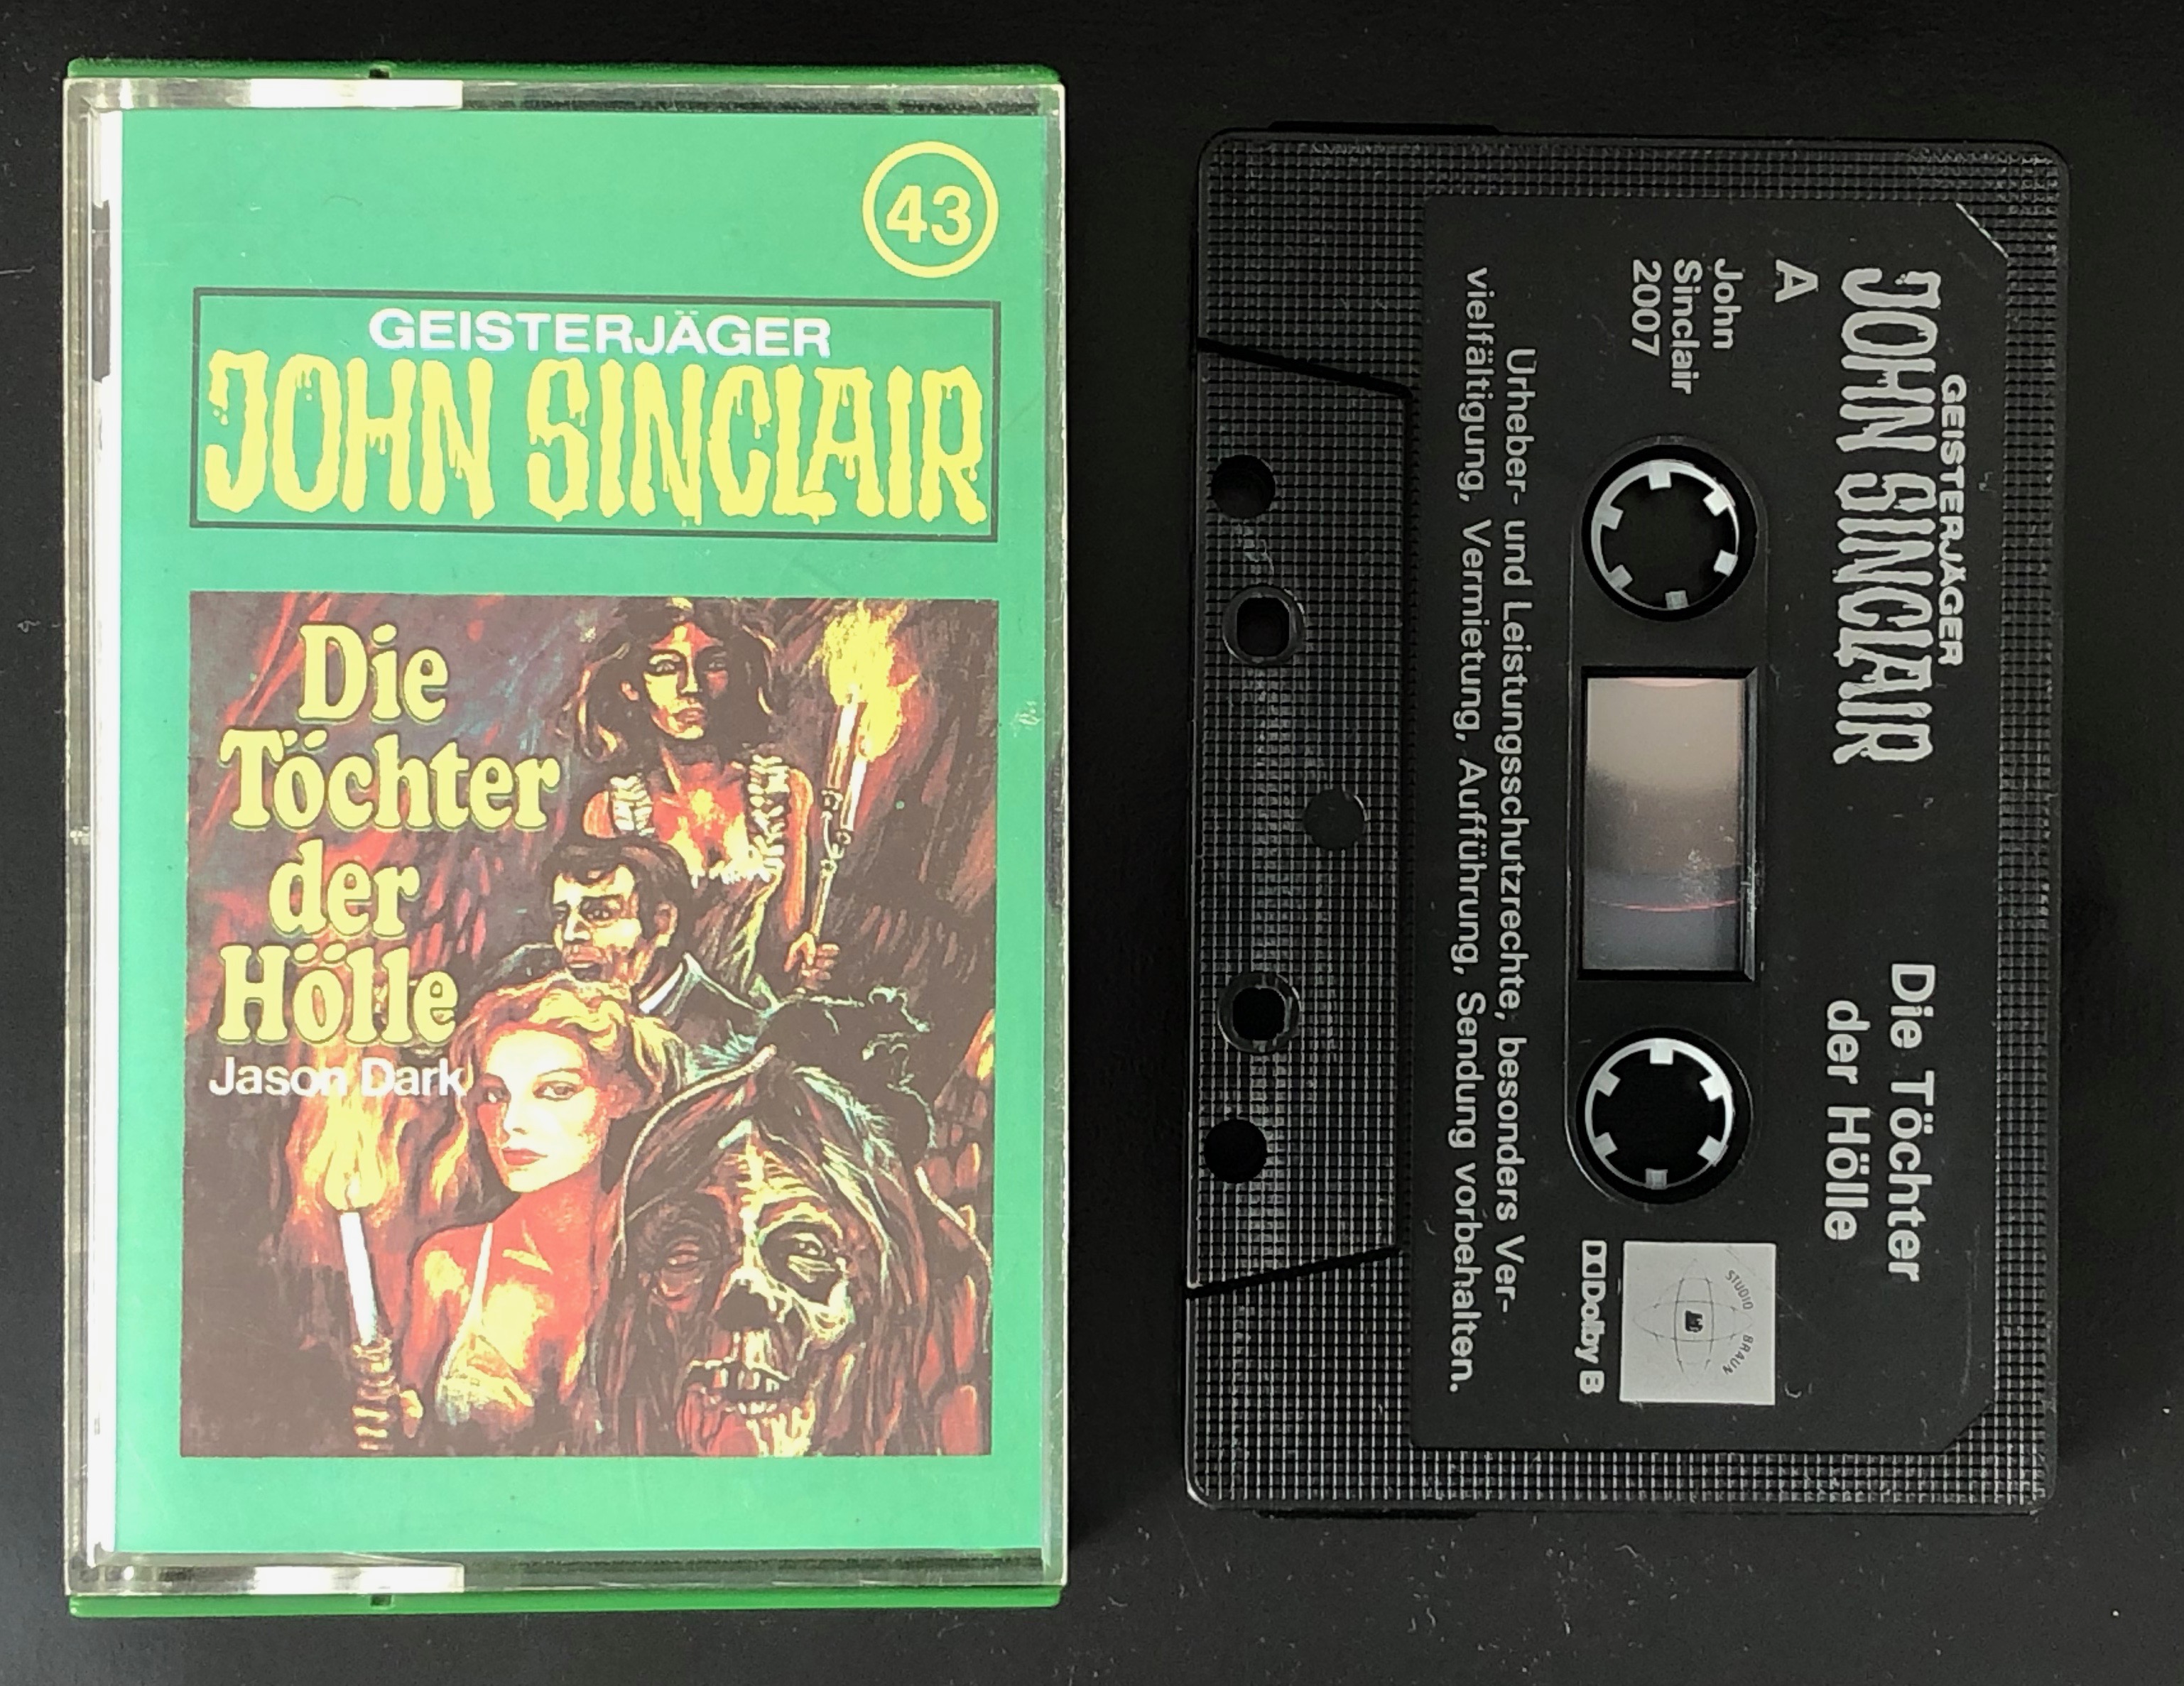 43
GEISTERJÄGER
JOHN SINCLAIR
Die
Töchter
der
Hölle
Jason Dark
GEISTERJÄGER
JOHN SINCLAIR
Die Töchter
der Hölle
A
John
Sinclair
2007
STUDIO BRAUN
Dolby B
Urheber- und Leistungsschutzrechte, besonders Ver-
vielfältigung, Vermietung, Aufführung, Sendung vorbehalten.